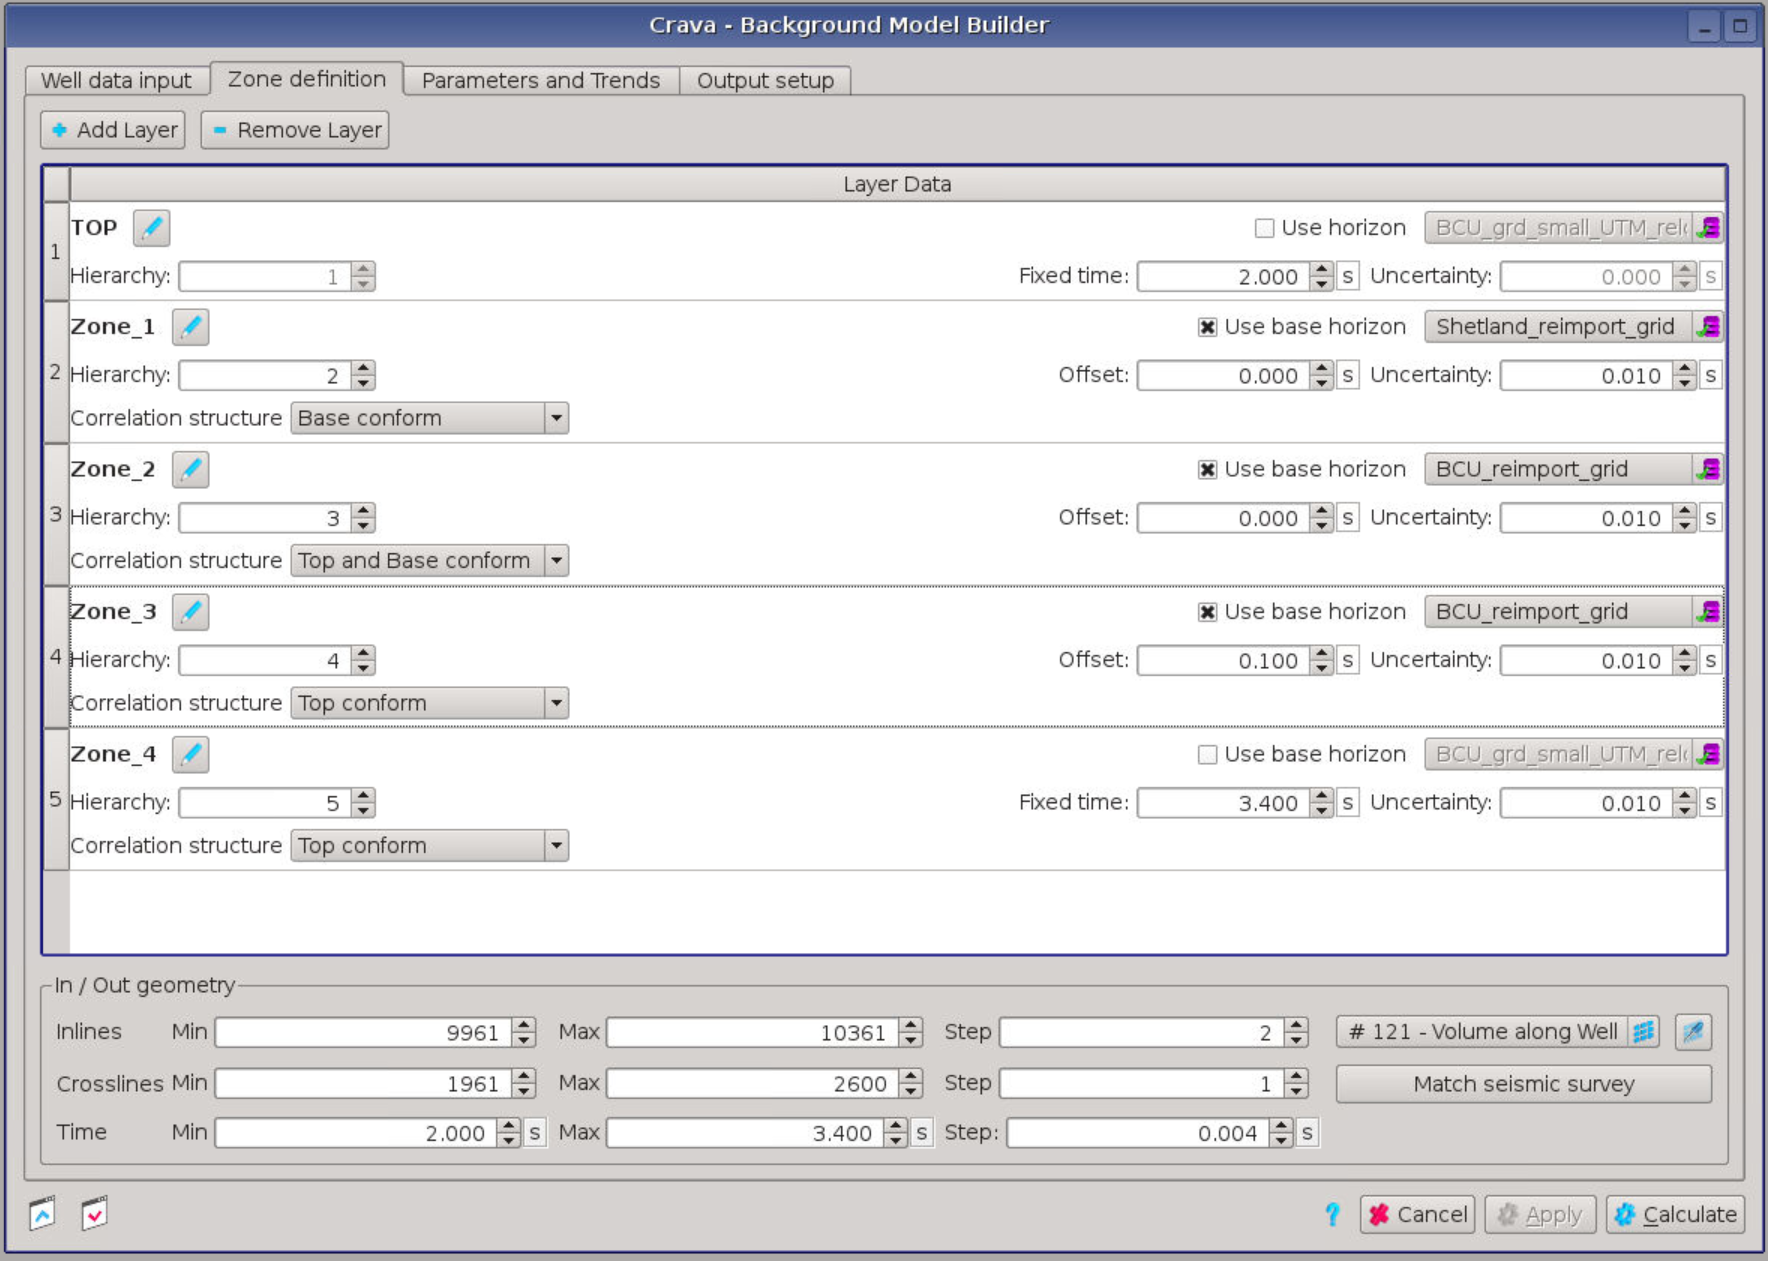 Crava - Background Model Builder
Well data input Zone definition Parameters and Trends Output setup
Add Layer Remove Layer
Layer Data
1
TOP Use horizon BCU_grd_small_UTM_rel
Hierarchy: 1 Fixed time: 2.000 s Uncertainty: 0.000 s
2
Zone_1 Use base horizon Shetland_reimport_grid
Hierarchy: 2 Offset: 0.000 s Uncertainty: 0.010 s
Correlation structure Base conform
3
Zone_2 Use base horizon BCU_reimport_grid
Hierarchy: 3 Offset: 0.000 s Uncertainty: 0.010 s
Correlation structure Top and Base conform
4
Zone_3 Use base horizon BCU_reimport_grid
Hierarchy: 4 Offset: 0.100 s Uncertainty: 0.010 s
Correlation structure Top conform
5
Zone_4 Use base horizon BCU_grd_small_UTM_rel
Hierarchy: 5 Fixed time: 3.400 s Uncertainty: 0.010 s
Correlation structure Top conform
In / Out geometry
Inlines Min 9961 Max 10361 Step 2 # 121 - Volume along Well
Crosslines Min 1961 Max 2600 Step 1 Match seismic survey
Time Min 2.000 s Max 3.400 s Step: 0.004 s
? Cancel Apply Calculate